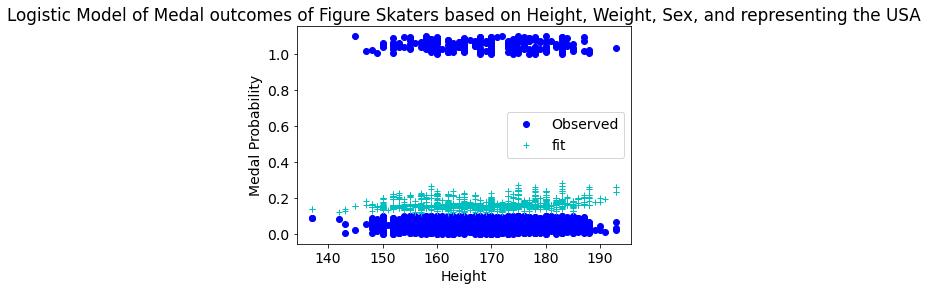 Logistic Model of Medal outcomes of Figure Skaters based on Height, Weight, Sex, and representing the USA
1.0
0.8
0.6
0.4
0.2
0.0
Medal Probability
Observed
fit
140 150 160 170 180 190
Height